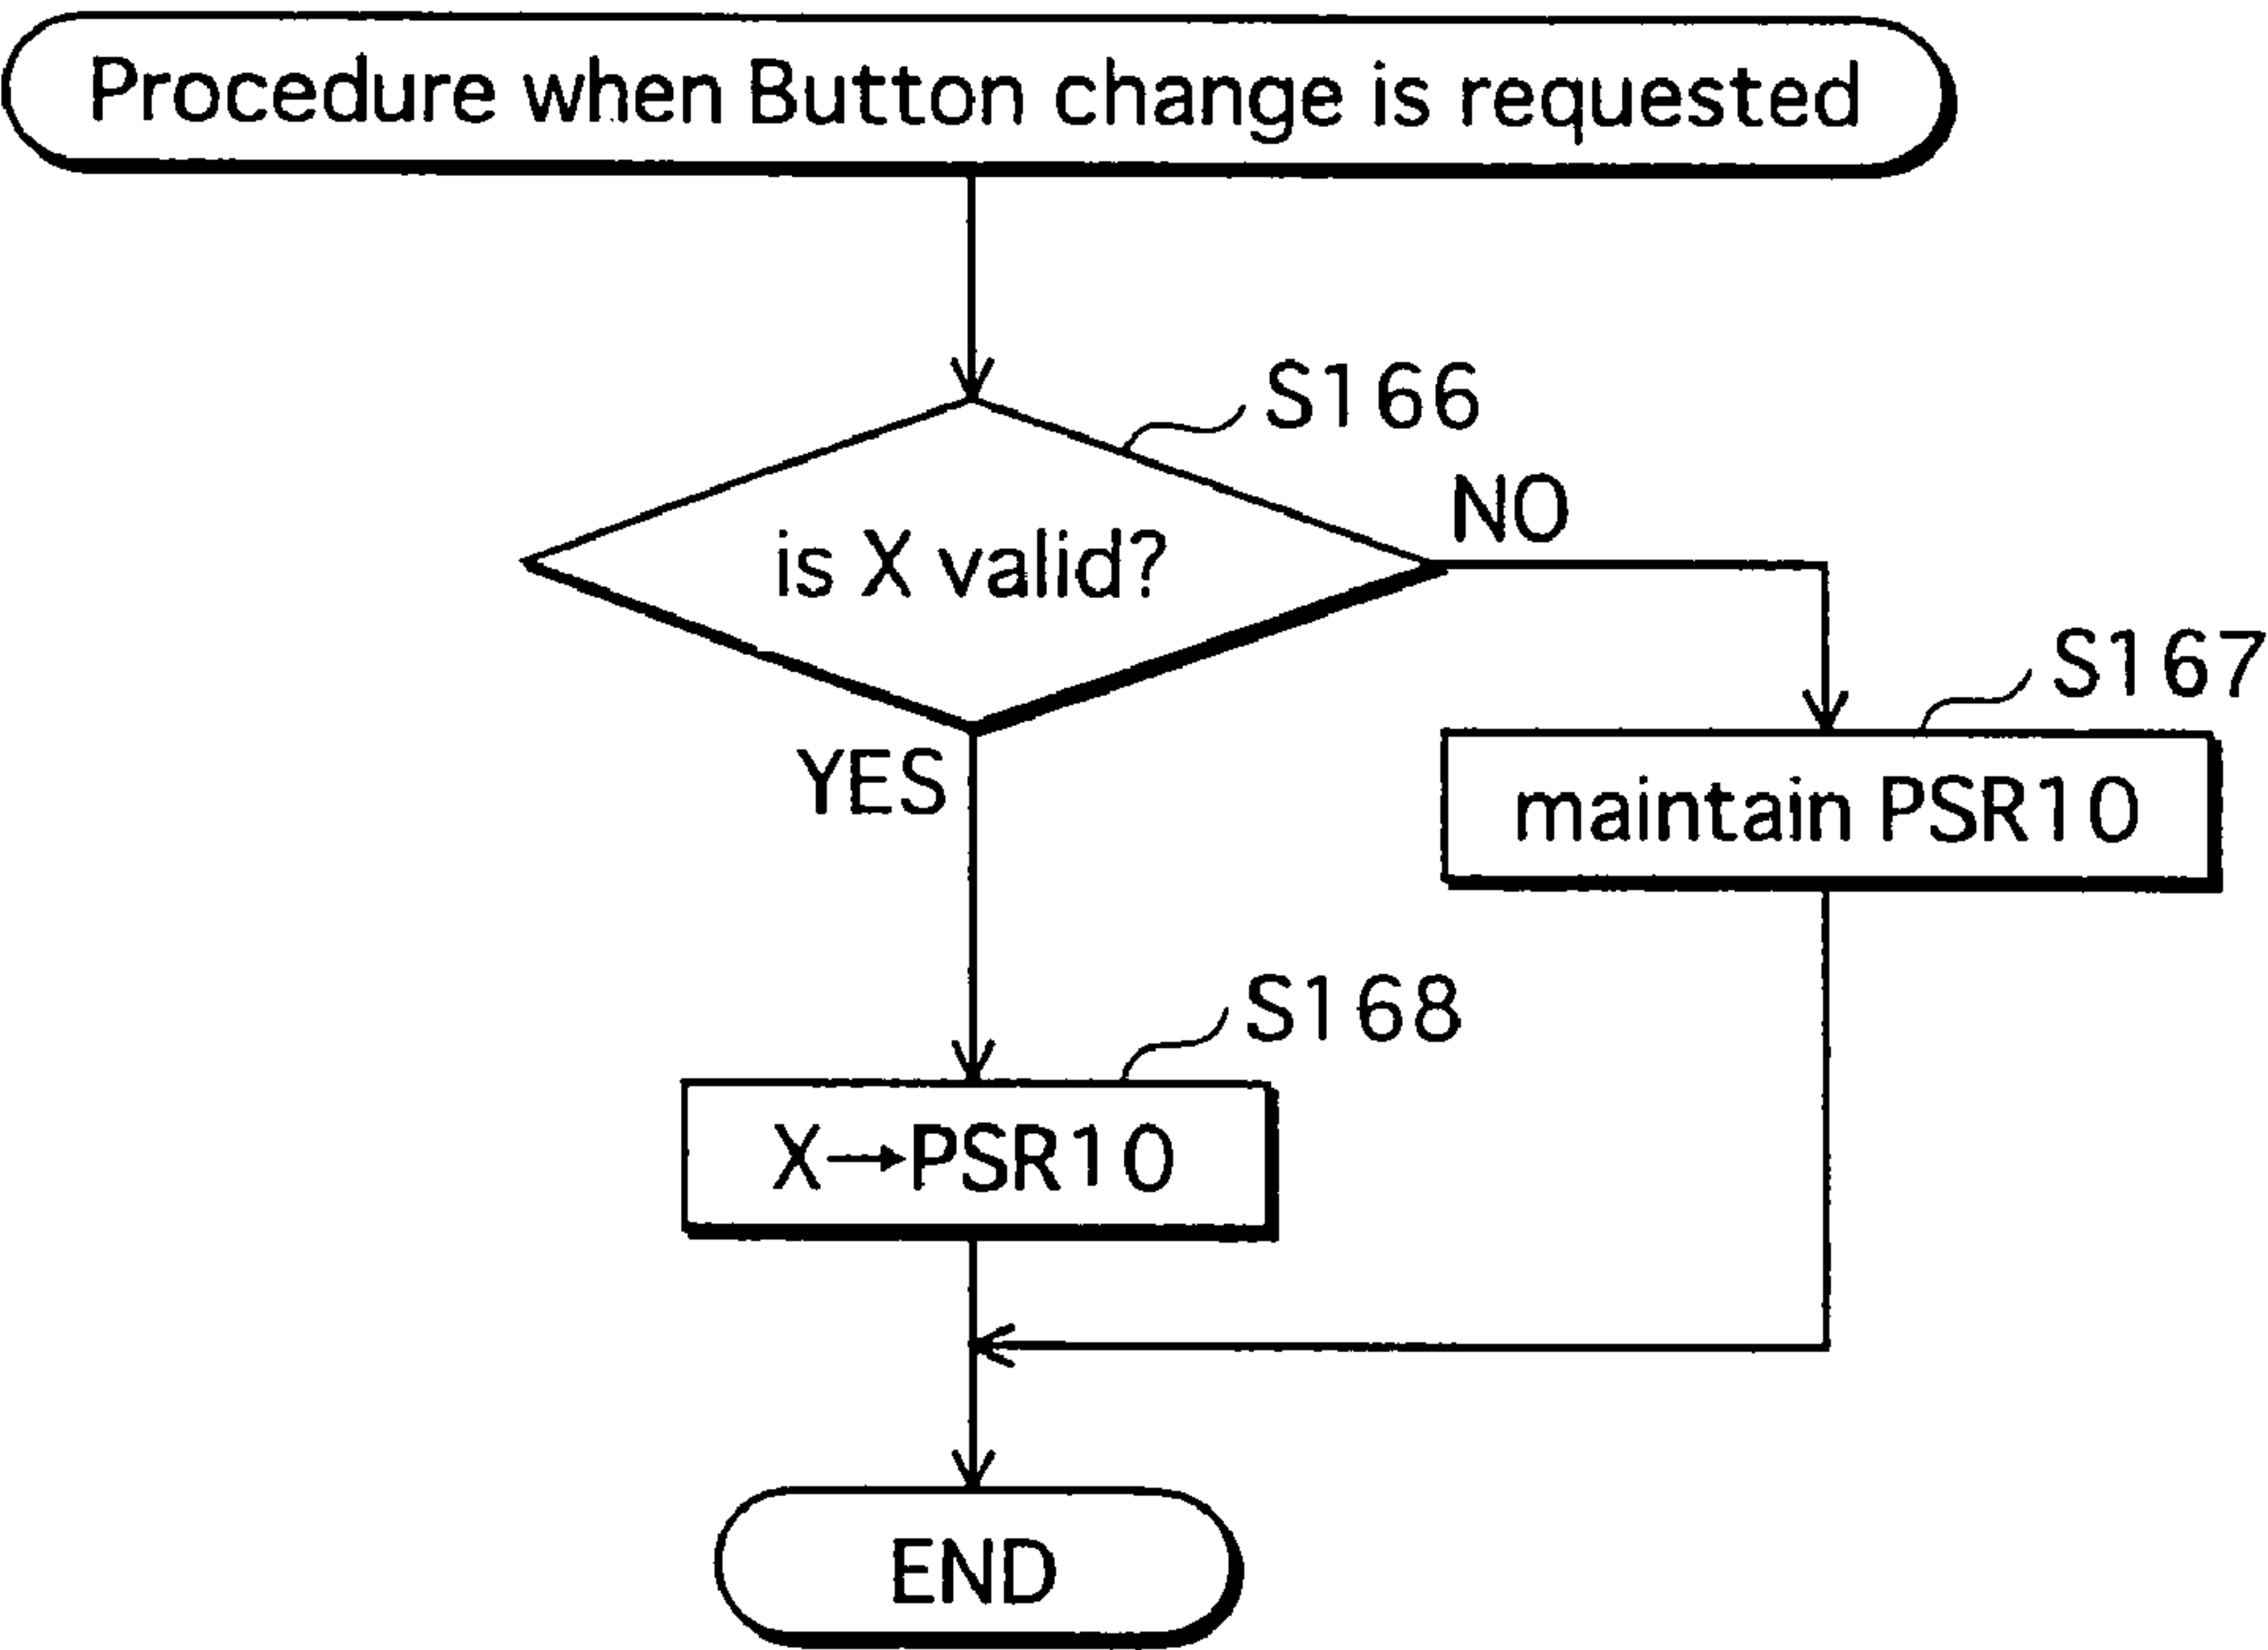 Procedure when Button change is requested
S166
is X valid?
NO
S167
YES
maintain PSR10
S168
X→PSR10
END